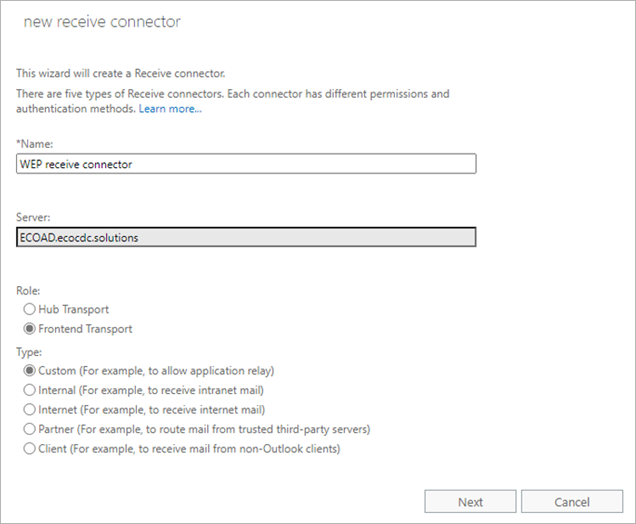 new receive connector
This wizard will create a Receive connector.
There are five types of Receive connectors. Each connector has different permissions and
authentication methods. Learn more...
*Name:
WEP receive connector
Server:
ECOAD.ecocdc.solutions
Role:
Hub Transport
Frontend Transport
Type:
Custom (For example, to allow application relay)
Internal (For example, to receive intranet mail)
Internet (For example, to receive internet mail)
Partner (For example, to route mail from trusted third-party servers)
Client (For example, to receive mail from non-Outlook clients)
Next Cancel